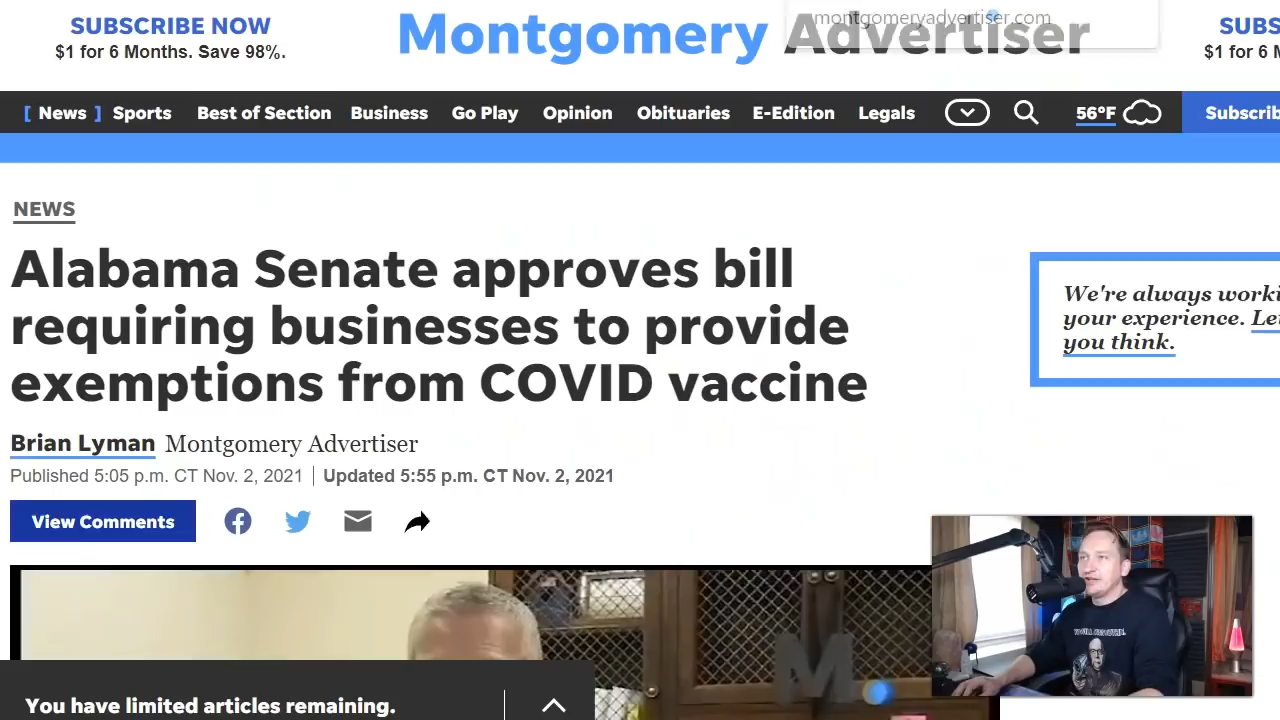 SUBSCRIBE NOW
$1 for 6 Months. Save 98%.
Montgomery Advertiser
montgomeryadvertiser.com
SUBS
$1 for 6 M
[ News ] Sports Best of Section Business Go Play Opinion Obituaries E-Edition Legals 56°F Subscrib
NEWS
Alabama Senate approves bill
requiring businesses to provide
exemptions from COVID vaccine
We're always worki
your experience. Le
you think.
Brian Lyman Montgomery Advertiser
Published 5:05 p.m. CT Nov. 2, 2021 | Updated 5:55 p.m. CT Nov. 2, 2021
View Comments
M.
You have limited articles remaining.